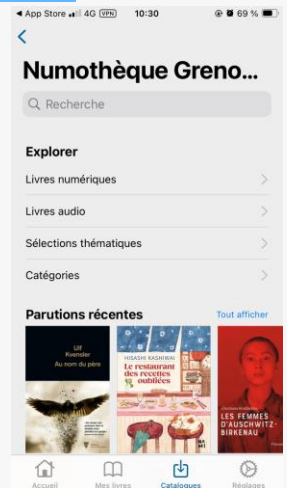 App Store 4G VPN 10:30 69 %
Numothèque Greno...
Recherche
Explorer
Livres numériques
Livres audio
Sélections thématiques
Catégories
Parutions récentes Tout afficher
Ulf
Kvensler
Au nom du père
HISASHI KASHIWAI
Le restaurant
des recettes
oubliées
LES FEMMES
D'AUSCHWITZ-
BIRKENAU
Accueil Mes livres Catalogues Réglages